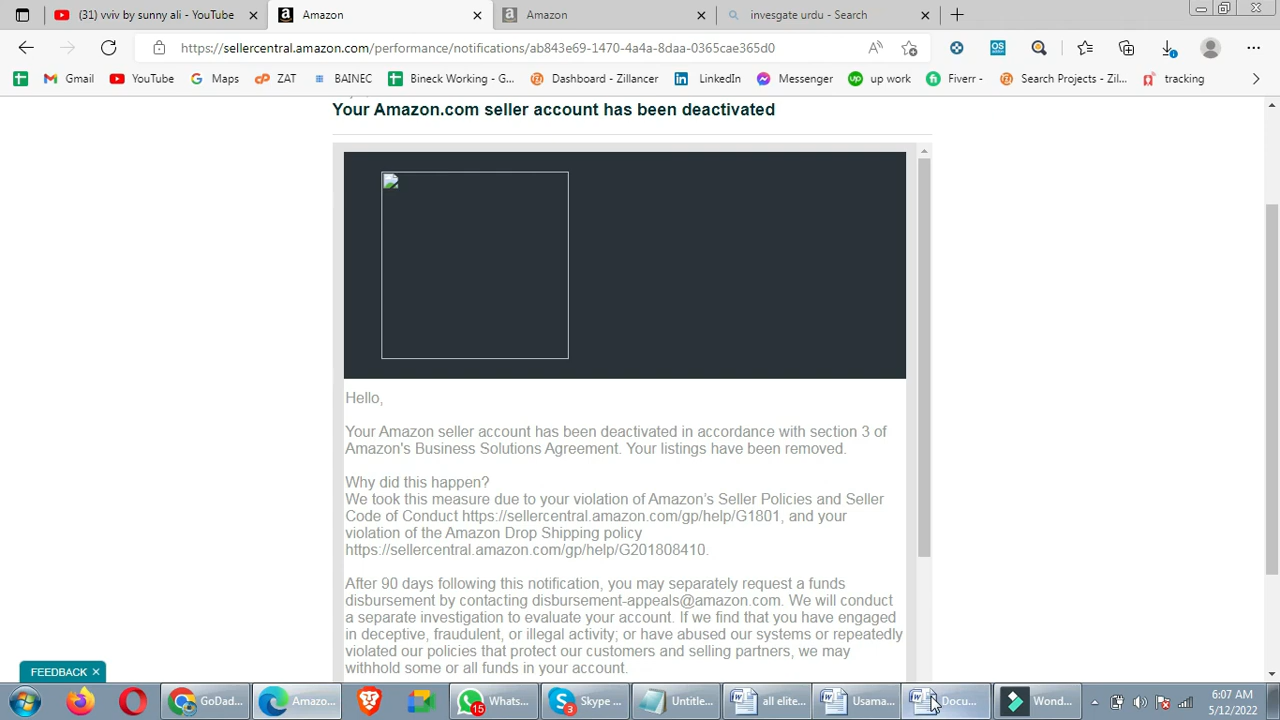 (31) vviv by sunny ali - YouTube
Amazon
Amazon
invesgate urdu - Search
https://sellercentral.amazon.com/performance/notifications/ab843e69-1470-4a4a-8daa-0365cae365d0
Gmail
YouTube
Maps
ZAT
BAINEC
Bineck Working - G...
Dashboard - Zillancer
LinkedIn
Messenger
up work
Fiverr -
Search Projects - Zil...
tracking
Your Amazon.com seller account has been deactivated
Hello,
Your Amazon seller account has been deactivated in accordance with section 3 of
Amazon's Business Solutions Agreement. Your listings have been removed.
Why did this happen?
We took this measure due to your violation of Amazon's Seller Policies and Seller
Code of Conduct https://sellercentral.amazon.com/gp/help/G1801, and your
violation of the Amazon Drop Shipping policy
https://sellercentral.amazon.com/gp/help/G201808410.
After 90 days following this notification, you may separately request a funds
disbursement by contacting disbursement-appeals@amazon.com. We will conduct
a separate investigation to evaluate your account. If we find that you have engaged
in deceptive, fraudulent, or illegal activity; or have abused our systems or repeatedly
violated our policies that protect our customers and selling partners, we may
withhold some or all funds in your account.
FEEDBACK ×
GoDad...
Amazo...
15 Whats...
3 Skype ...
Untitle...
all elite...
Usama...
Docu...
Wond...
6:07 AM
5/12/2022